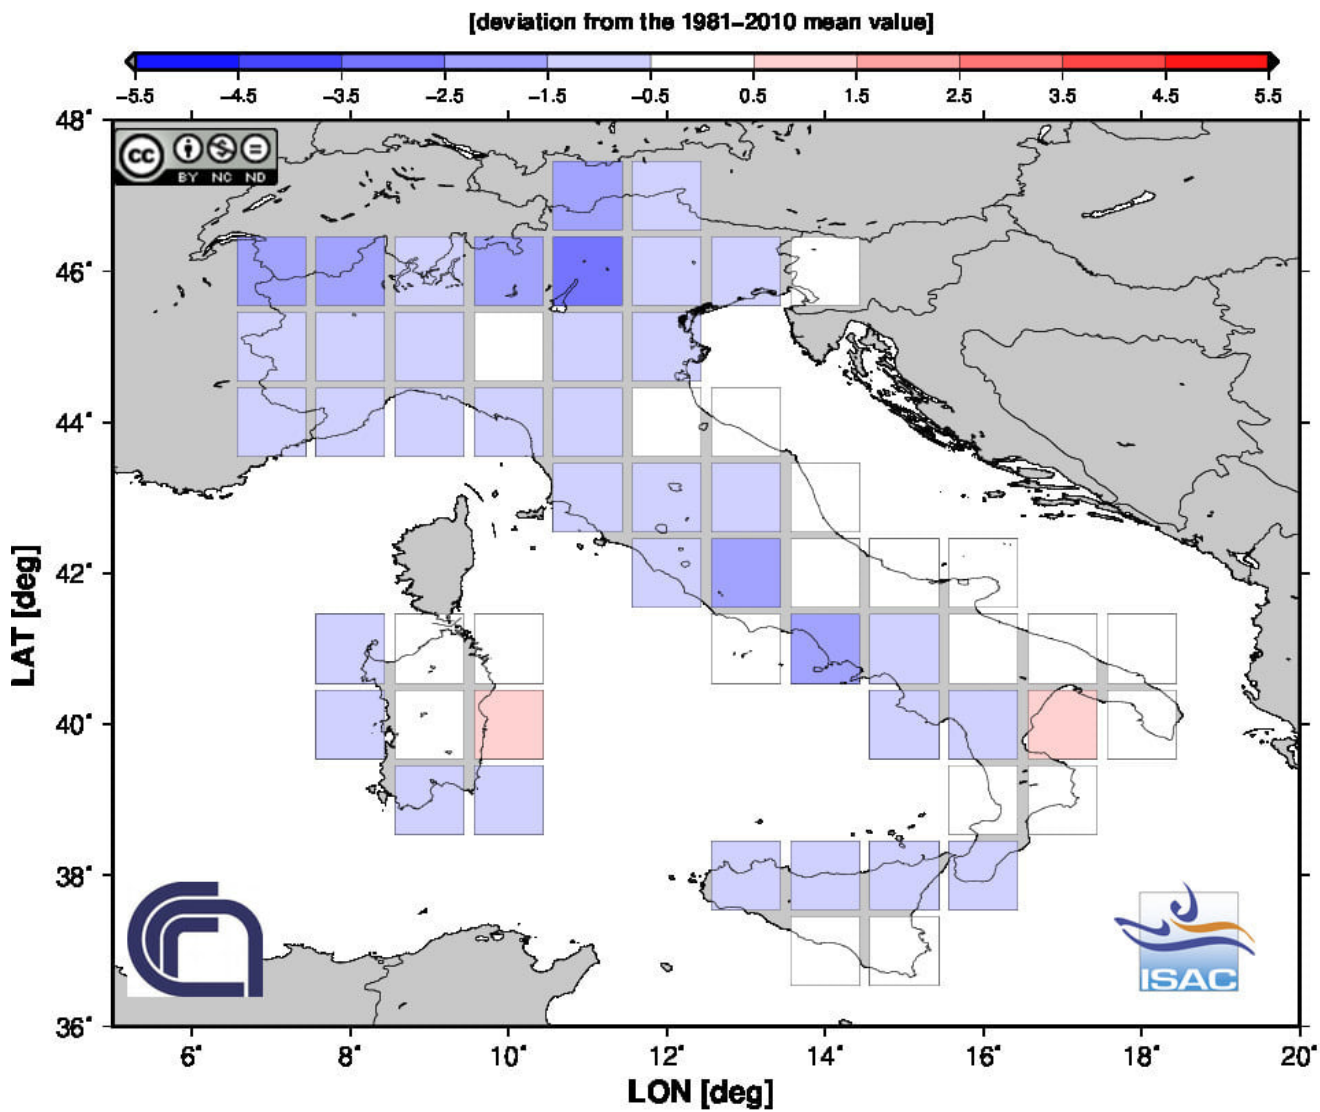 [deviation from the 1981−2010 mean value]
−5.5 −4.5 −3.5 −2.5 −1.5 −0.5 0.5 1.5 2.5 3.5 4.5 5.5
48°
cc
BY NC ND
46°
44°
42°
40°
38°
36°
LAT [deg]
ISAC
6° 8° 10° 12° 14° 16° 18° 20°
LON [deg]